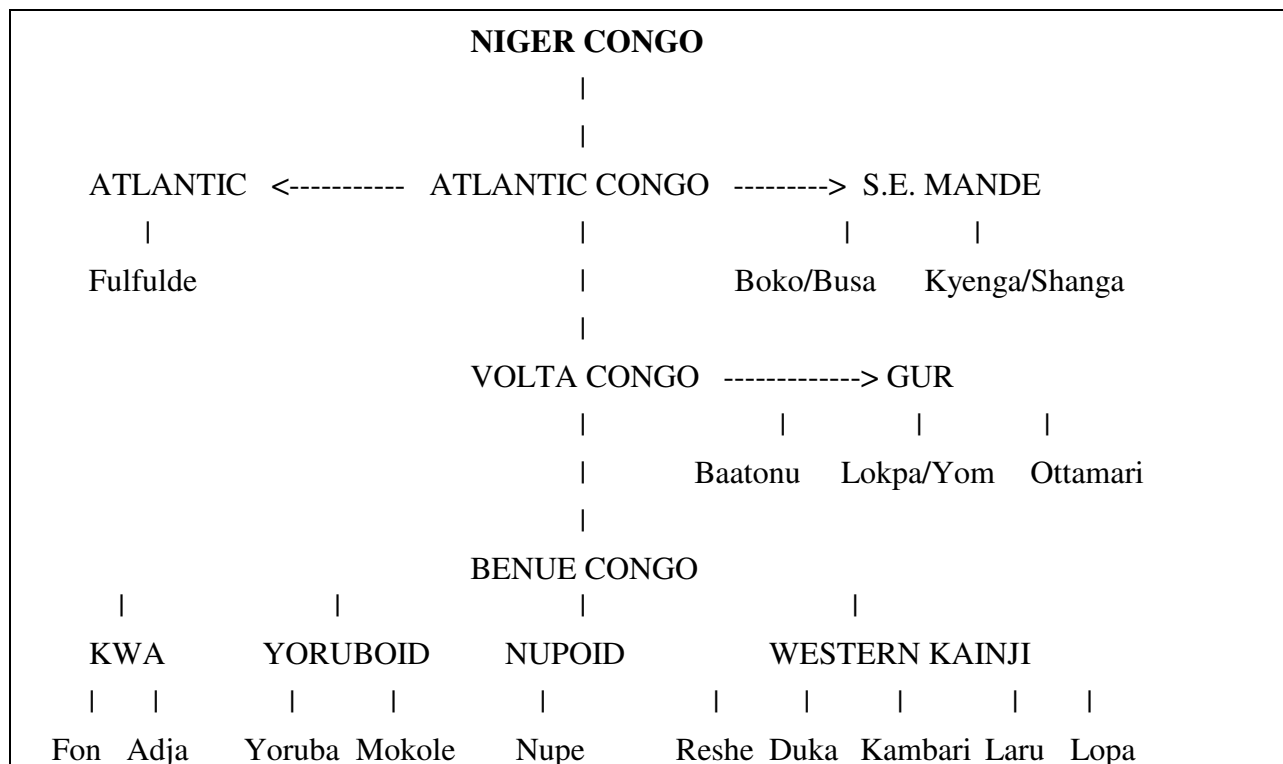 NIGER CONGO
|
|
ATLANTIC <----------- ATLANTIC CONGO ---------> S.E. MANDE
| | | |
Fulfulde | Boko/Busa Kyenga/Shanga
|
VOLTA CONGO -------------> GUR
| | | |
| Baatonu Lokpa/Yom Ottamari
|
BENUE CONGO
| | | |
KWA YORUBOID NUPOID WESTERN KAINJI
| | | | | | | | | |
Fon Adja Yoruba Mokole Nupe Reshe Duka Kambari Laru Lopa